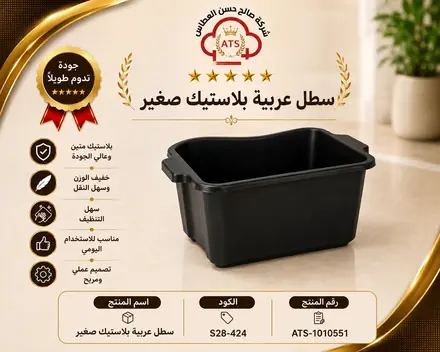 شركة صالح حسن العطاس
ATS
جودة
تدوم طويلاً
سطل عربية بلاستيك صغير
بلاستيك متين
وعالي الجودة
خفيف الوزن
وسهل النقل
سهل
التنظيف
مناسب للاستخدام
اليومي
تصميم عملي
ومريح
رقم المنتج
ATS-1010551
الكود
S28-424
اسم المنتج
سطل عربية بلاستيك صغير